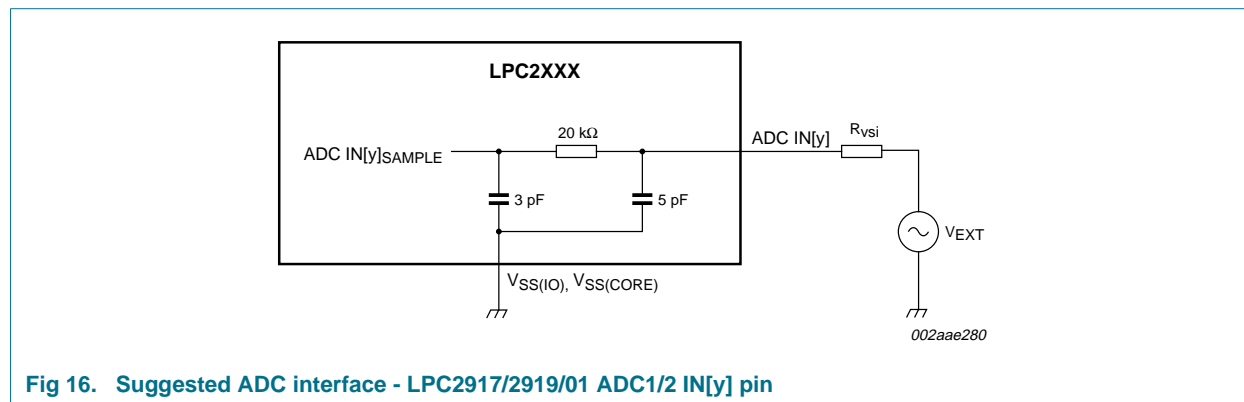 LPC2XXX
20 kΩ
ADC IN[y]
Rvsi
ADC IN[y]SAMPLE
3 pF
5 pF
VEXT
VSS(IO), VSS(CORE)
002aae280
Fig 16. Suggested ADC interface - LPC2917/2919/01 ADC1/2 IN[y] pin